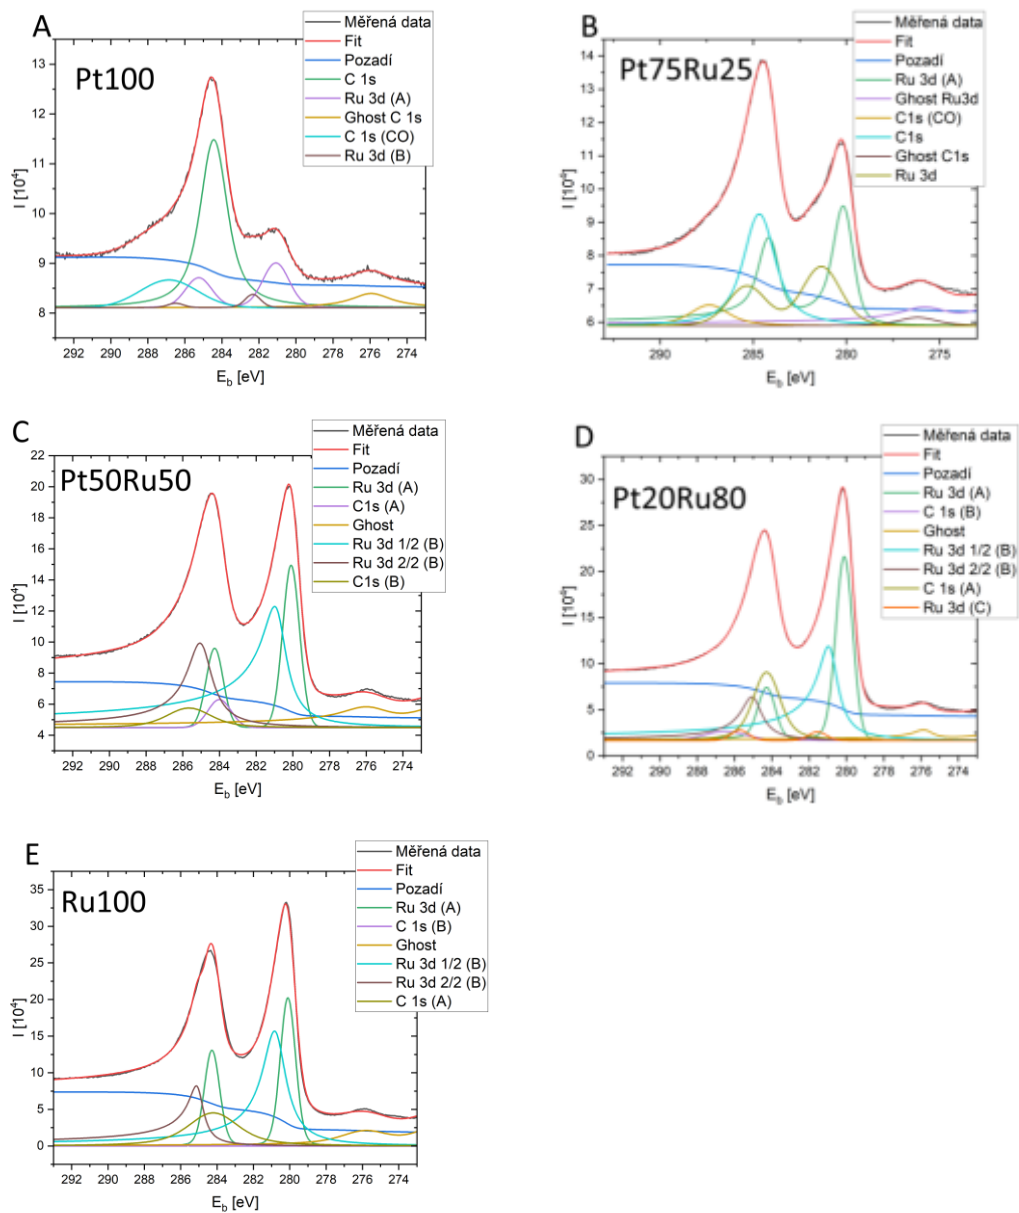 A
Pt100
Měřená data
Fit
Pozadí
C 1s
Ru 3d (A)
Ghost C 1s
C 1s (CO)
Ru 3d (B)
13
12
11
10
9
8
I [10⁴]
292 290 288 286 284 282 280 278 276 274
E_b [eV]
B
Pt75Ru25
Měřená data
Fit
Pozadí
Ru 3d (A)
Ghost Ru3d
C1s (CO)
C1s
Ghost C1s
Ru 3d
14
13
12
11
10
9
8
7
6
290 285 280 275
E_b [eV]
C
Pt50Ru50
Měřená data
Fit
Pozadí
Ru 3d (A)
C1s (A)
Ghost
Ru 3d 1/2 (B)
Ru 3d 2/2 (B)
C1s (B)
22
20
18
16
14
12
10
8
6
4
I [10⁴]
292 290 288 286 284 282 280 278 276 274
E_b [eV]
D
Pt20Ru80
Měřená data
Fit
Pozadí
Ru 3d (A)
C 1s (B)
Ghost
Ru 3d 1/2 (B)
Ru 3d 2/2 (B)
C 1s (A)
Ru 3d (C)
30
25
20
15
10
5
0
292 290 288 286 284 282 280 278 276 274
E_b [eV]
E
Ru100
Měřená data
Fit
Pozadí
Ru 3d (A)
C 1s (B)
Ghost
Ru 3d 1/2 (B)
Ru 3d 2/2 (B)
C 1s (A)
35
30
25
20
15
10
5
0
I [10⁴]
292 290 288 286 284 282 280 278 276 274
E_b [eV]